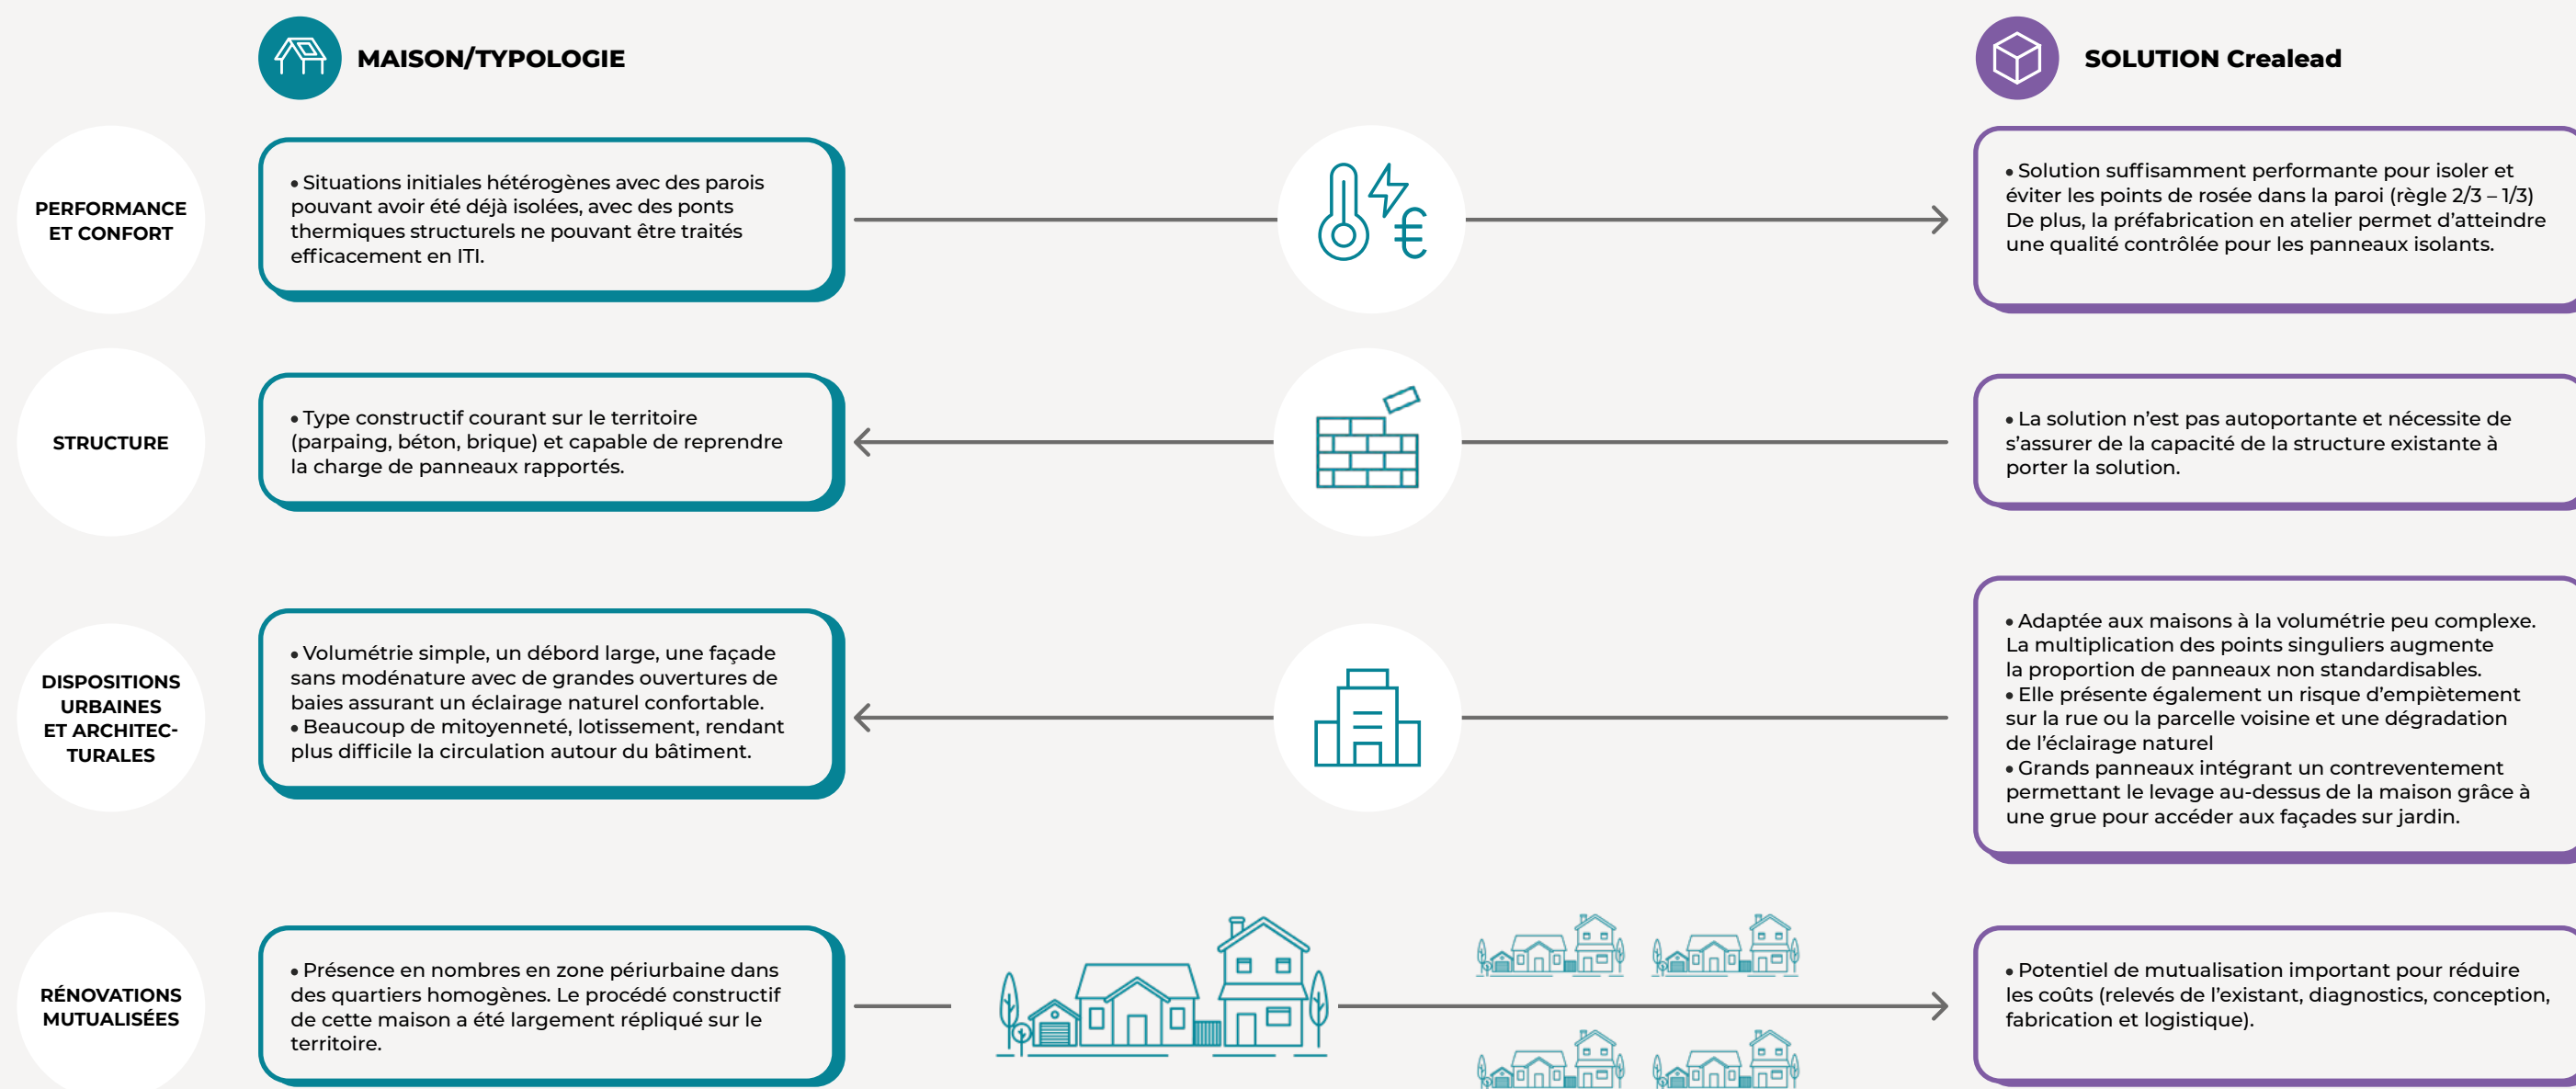 MAISON/TYPOLOGIE
SOLUTION Crealead
PERFORMANCE
ET CONFORT
• Situations initiales hétérogènes avec des parois
pouvant avoir été déjà isolées, avec des ponts
thermiques structurels ne pouvant être traités
efficacement en ITI.
• Solution suffisamment performante pour isoler et
éviter les points de rosée dans la paroi (règle 2/3 – 1/3)
De plus, la préfabrication en atelier permet d’atteindre
une qualité contrôlée pour les panneaux isolants.
STRUCTURE
• Type constructif courant sur le territoire
(parpaing, béton, brique) et capable de reprendre
la charge de panneaux rapportés.
• La solution n’est pas autoportante et nécessite de
s’assurer de la capacité de la structure existante à
porter la solution.
DISPOSITIONS
URBAINES
ET ARCHITEC-
TURALES
• Volumétrie simple, un débord large, une façade
sans modénature avec de grandes ouvertures de
baies assurant un éclairage naturel confortable.
• Beaucoup de mitoyenneté, lotissement, rendant
plus difficile la circulation autour du bâtiment.
• Adaptée aux maisons à la volumétrie peu complexe.
La multiplication des points singuliers augmente
la proportion de panneaux non standardisables.
• Elle présente également un risque d’empiètement
sur la rue ou la parcelle voisine et une dégradation
de l’éclairage naturel
• Grands panneaux intégrant un contreventement
permettant le levage au-dessus de la maison grâce à
une grue pour accéder aux façades sur jardin.
RÉNOVATIONS
MUTUALISÉES
• Présence en nombres en zone périurbaine dans
des quartiers homogènes. Le procédé constructif
de cette maison a été largement répliqué sur le
territoire.
• Potentiel de mutualisation important pour réduire
les coûts (relevés de l’existant, diagnostics, conception,
fabrication et logistique).